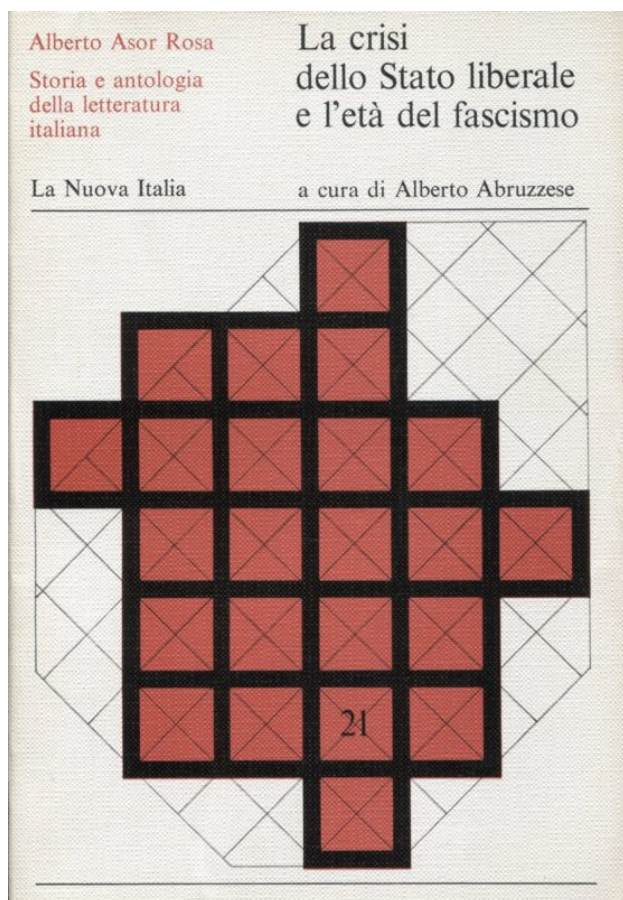 Alberto Asor Rosa
Storia e antologia
della letteratura
italiana
La Nuova Italia
La crisi
dello Stato liberale
e l'età del fascismo
a cura di Alberto Abruzzese
21